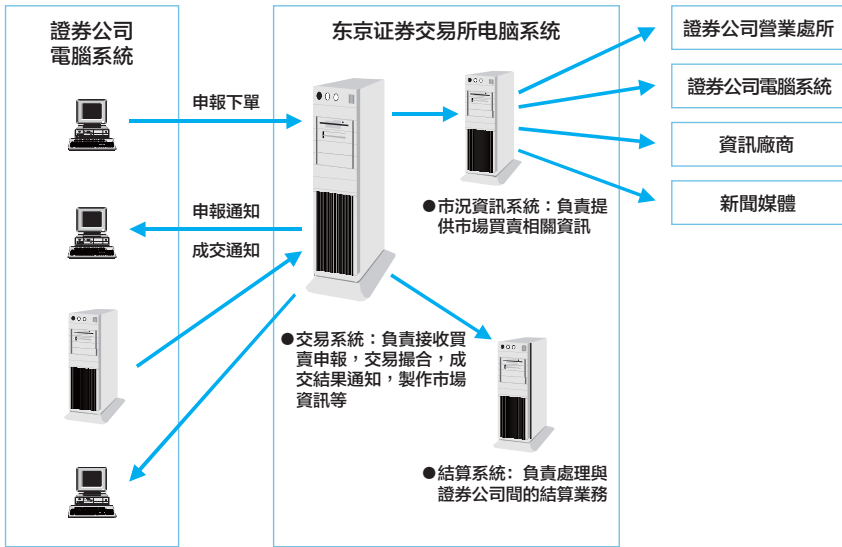 證券公司
電腦系統
东京证券交易所电脑系统
申報下單
申報通知
成交通知
●市況資訊系統：負責提
供市場買賣相關資訊
●交易系統：負責接收買
賣申報，交易撮合，成
交結果通知，製作市場
資訊等
●結算系統：負責處理與
證券公司間的結算業務
證券公司營業處所
證券公司電腦系統
資訊廠商
新聞媒體